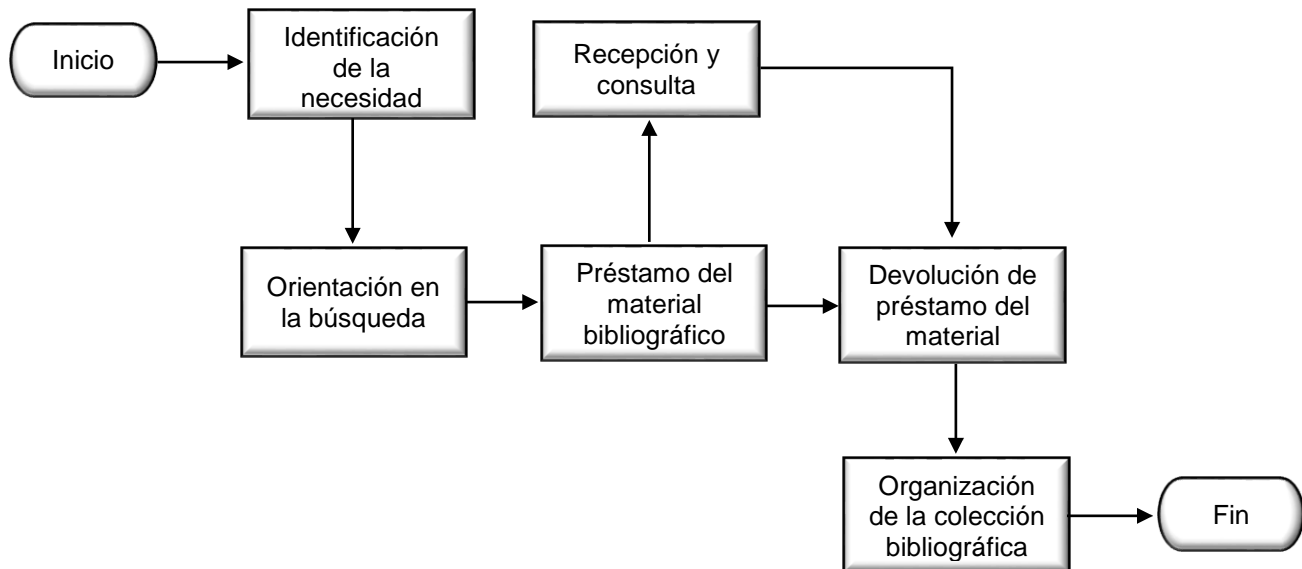 Inicio
Identificación
de la
necesidad
Recepción y
consulta
Orientación en
la búsqueda
Préstamo del
material
bibliográfico
Devolución de
préstamo del
material
Organización
de la colección
bibliográfica
Fin